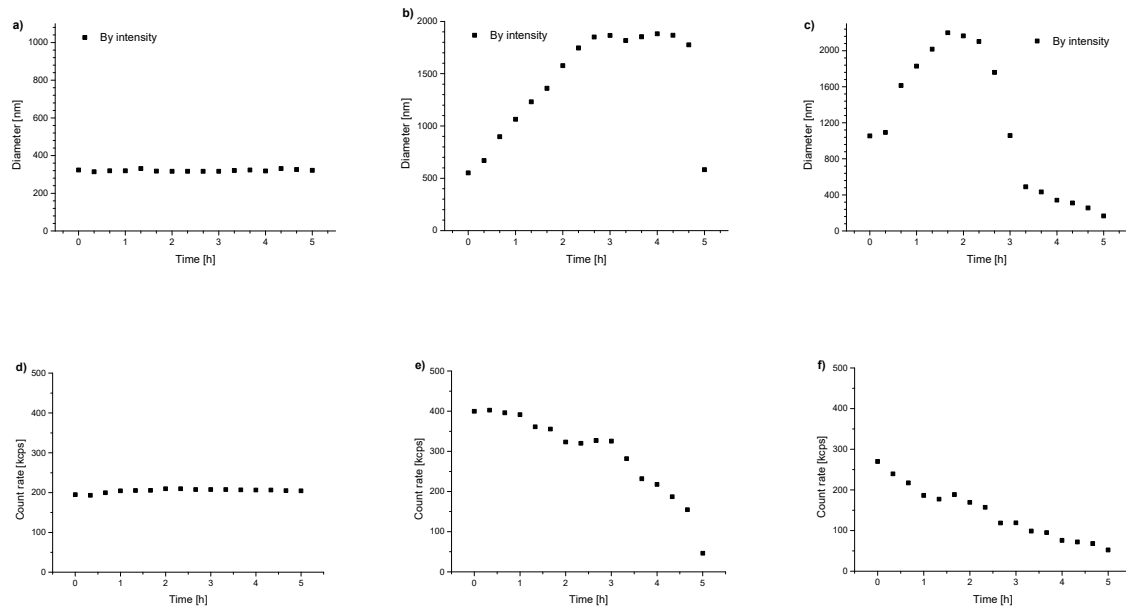 a)
By intensity
Diameter [nm]
1000
800
600
400
200
0
0 1 2 3 4 5
Time [h]
b)
By intensity
Diameter [nm]
2000
1500
1000
500
0
0 1 2 3 4 5
Time [h]
c)
By intensity
Diameter [nm]
2000
1600
1200
800
400
0
0 1 2 3 4 5
Time [h]
d)
Count rate [kcps]
500
400
300
200
100
0
0 1 2 3 4 5
Time [h]
e)
Count rate [kcps]
500
400
300
200
100
0
0 1 2 3 4 5
Time [h]
f)
Count rate [kcps]
500
400
300
200
100
0
0 1 2 3 4 5
Time [h]